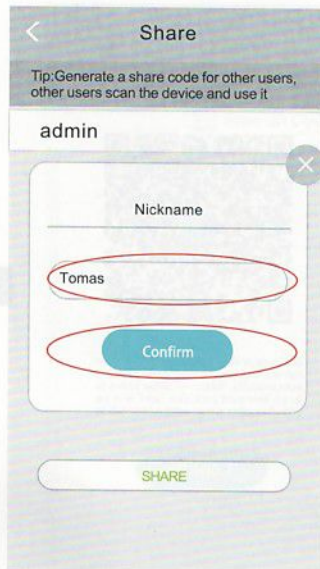 Share
Tip:Generate a share code for other users,
other users scan the device and use it
admin
Nickname
Tomas
Confirm
SHARE